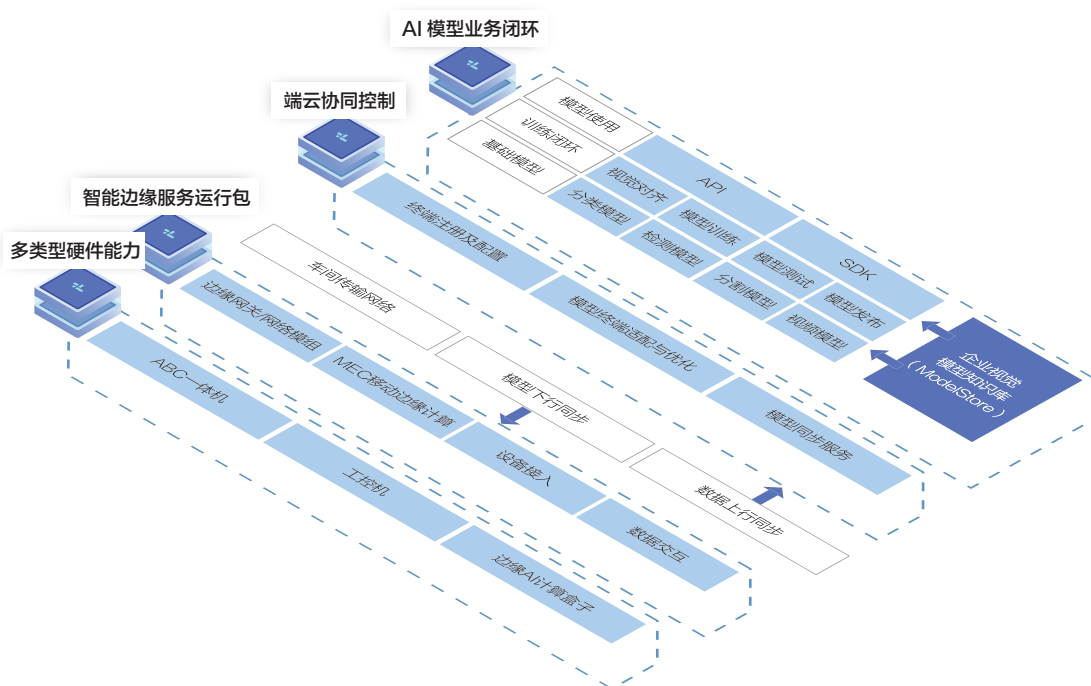 AI 模型业务闭环
模型使用
API
SDK
训练闭环
视觉对齐
模型训练
模型测试
模型发布
基础模型
分类模型
检测模型
分割模型
视频模型
企业视觉
模型知识库
（ModelStore）
端云协同控制
终端注册及配置
模型终端适配与优化
模型同步服务
车间传输网络
模型下行同步
数据上行同步
智能边缘服务运行包
边缘网关/网络模组
MEC移动边缘计算
设备接入
数据交互
多类型硬件能力
ABC一体机
工控机
边缘AI计算盒子